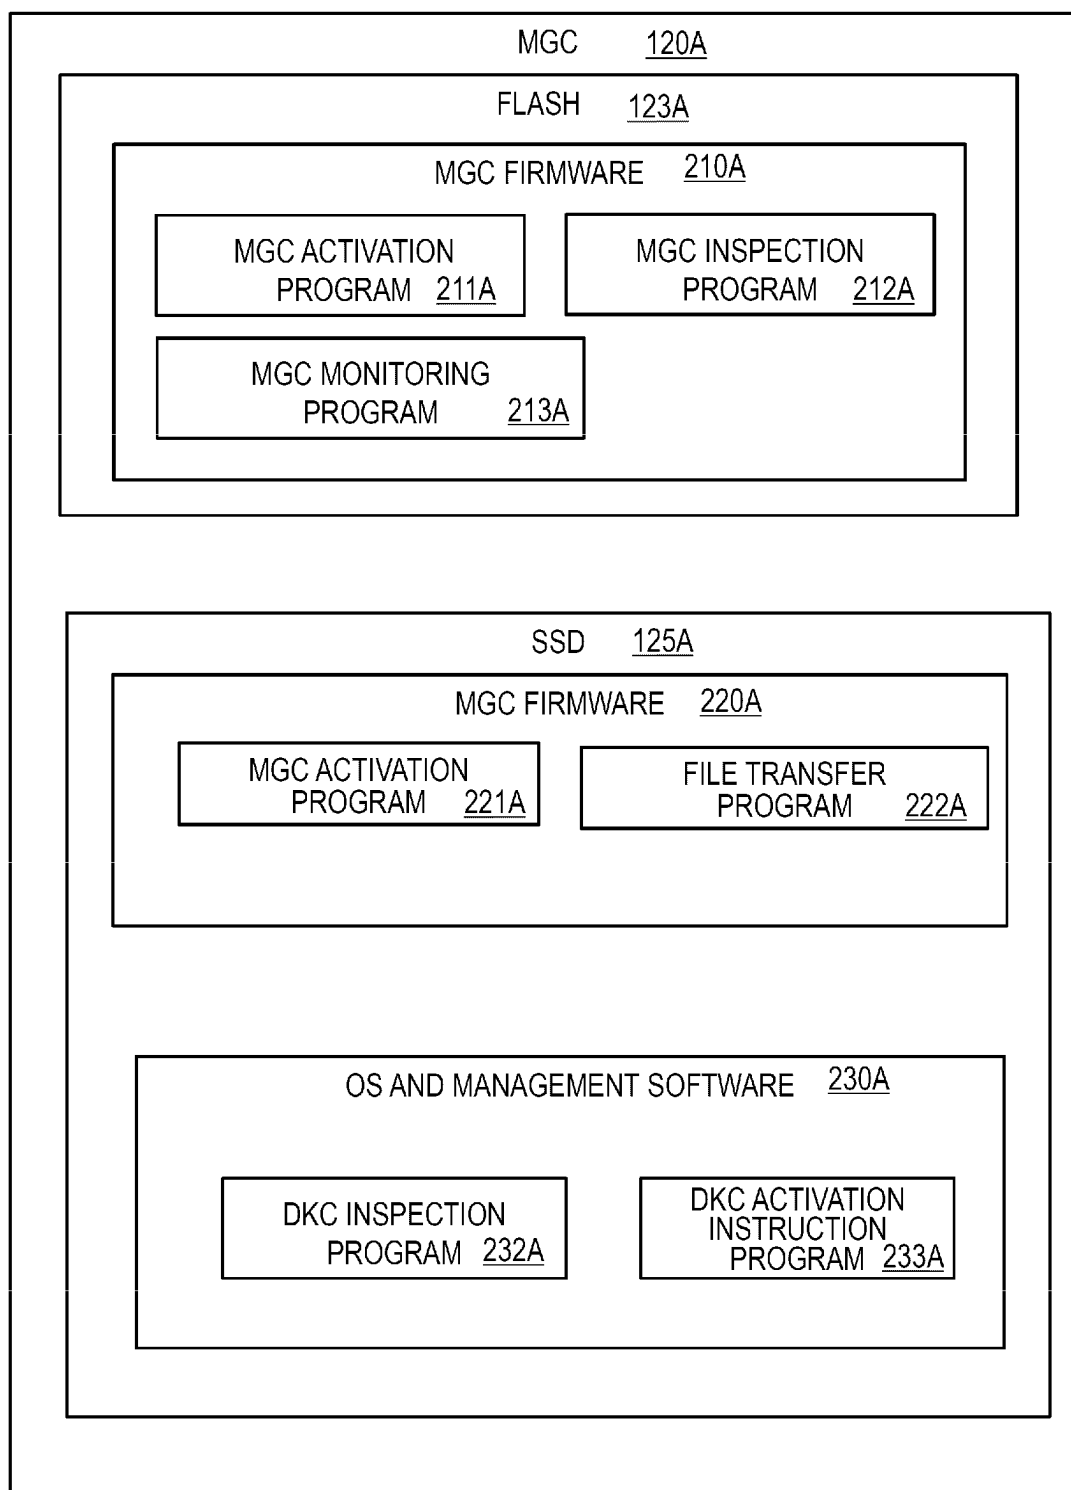 MGC 120A
FLASH 123A
MGC FIRMWARE 210A
MGC ACTIVATION
PROGRAM 211A
MGC INSPECTION
PROGRAM 212A
MGC MONITORING
PROGRAM 213A
SSD 125A
MGC FIRMWARE 220A
MGC ACTIVATION
PROGRAM 221A
FILE TRANSFER
PROGRAM 222A
OS AND MANAGEMENT SOFTWARE 230A
DKC INSPECTION
PROGRAM 232A
DKC ACTIVATION
INSTRUCTION
PROGRAM 233A